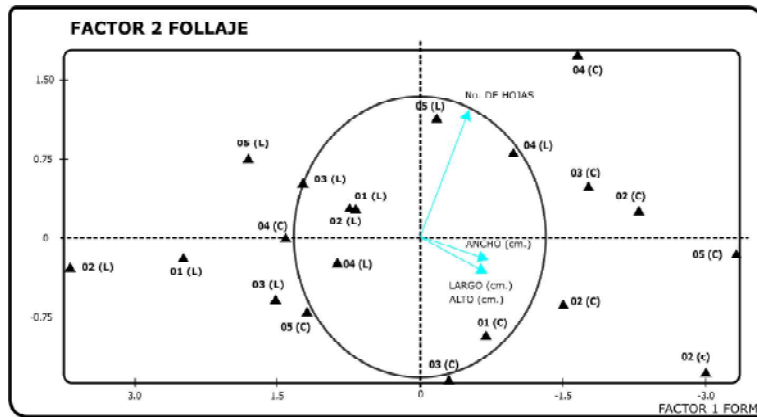 FACTOR 2 FOLLAJE
04 (C)
1.50
No. DE HOJAS
05 (L)
04 (L)
0.75
05 (L)
03 (L)
03 (C)
01 (L)
02 (L)
02 (C)
04 (C)
0
ANCHO (cm.)
05 (C)
02 (L)
01 (L)
04 (L)
LARGO (cm.)
ALTO (cm.)
03 (L)
02 (C)
-0.75
05 (C)
01 (C)
03 (C)
02 (c)
3.0
1.5
0
-1.5
-3.0
FACTOR 1 FORM